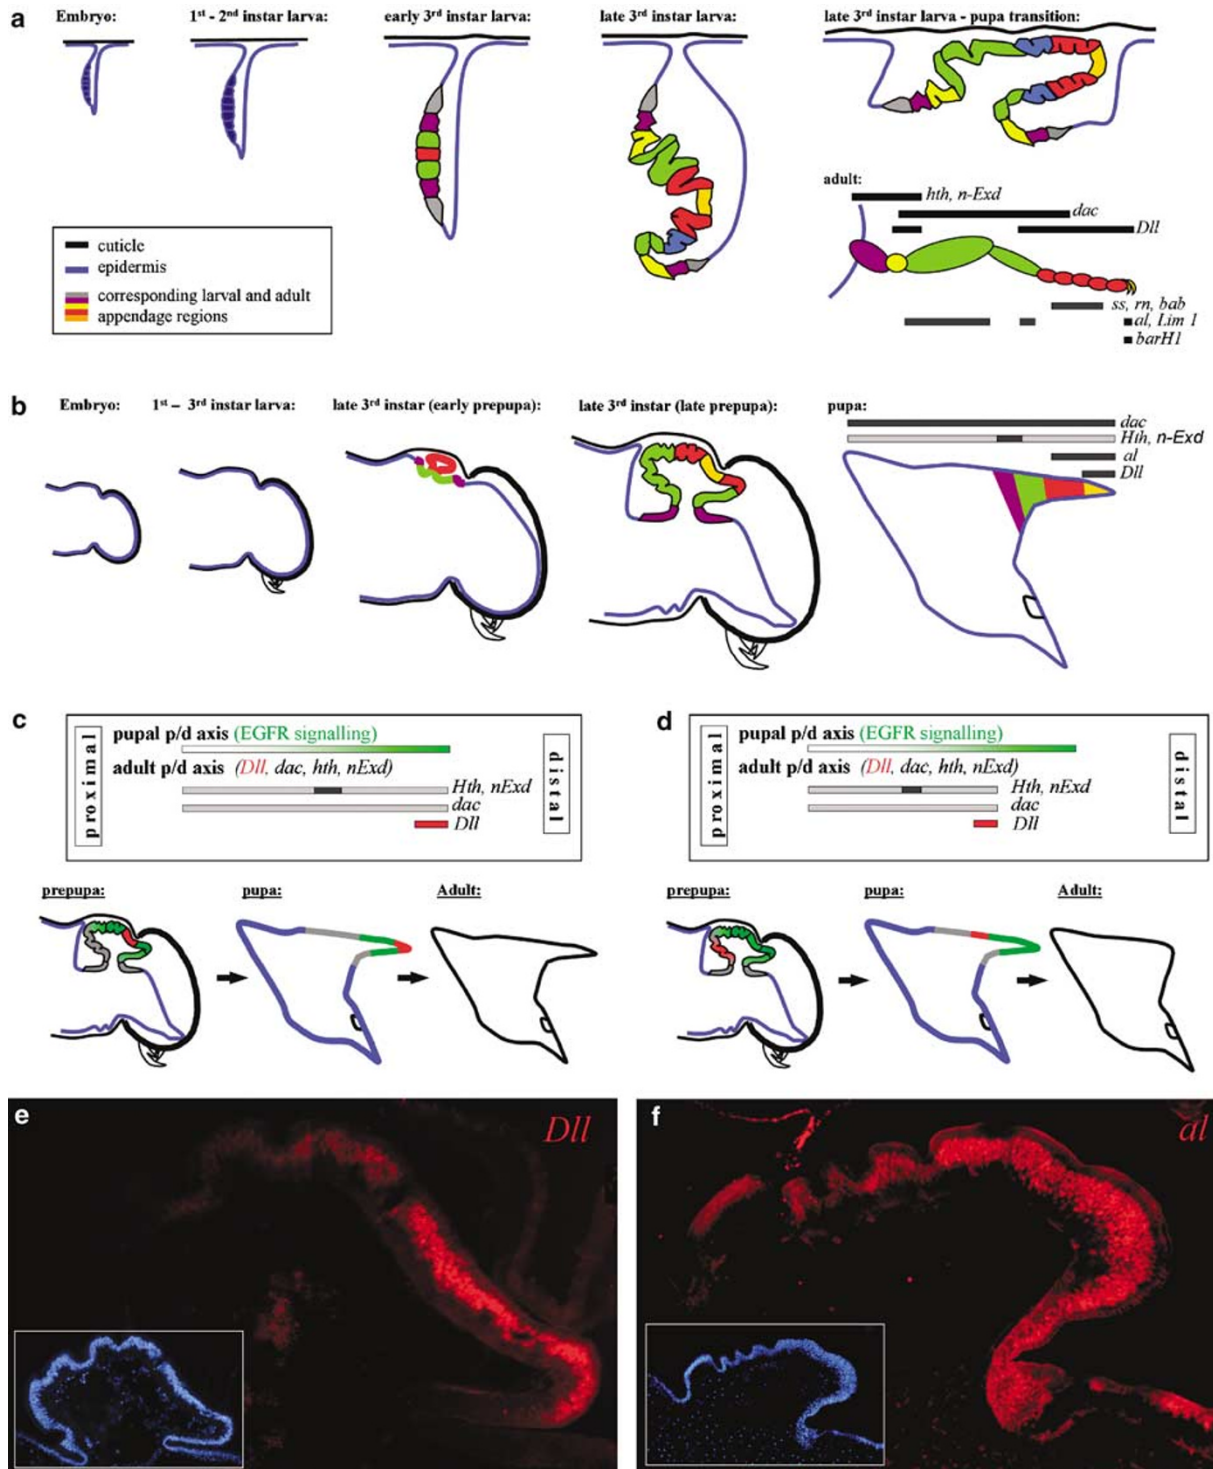 a
Embryo:
1st - 2nd instar larva:
early 3rd instar larva:
late 3rd instar larva:
late 3rd instar larva - pupa transition:
cuticle
epidermis
corresponding larval and adult
appendage regions
adult:
hth, n-Exd
dac
Dll
ss, rn, bab
al, Lim 1
barH1
b
Embryo:
1st – 3rd instar larva:
late 3rd instar (early prepupa):
late 3rd instar (late prepupa):
pupa:
dac
Hth, n-Exd
al
Dll
c
proximal
pupal p/d axis (EGFR signalling)
adult p/d axis (Dll, dac, hth, nExd)
Hth, nExd
dac
Dll
distal
prepupa:
pupa:
Adult:
d
proximal
pupal p/d axis (EGFR signalling)
adult p/d axis (Dll, dac, hth, nExd)
Hth, nExd
dac
Dll
distal
prepupa:
pupa:
Adult:
e
Dll
f
al